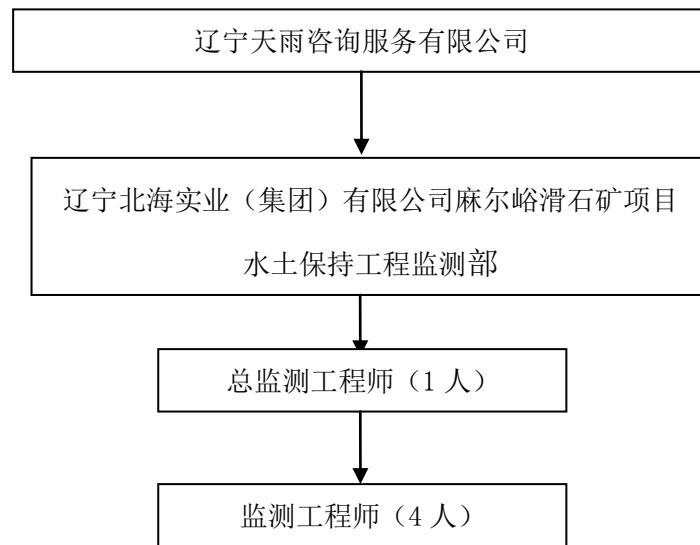 辽宁天雨咨询服务有限公司
辽宁北海实业（集团）有限公司麻尔峪滑石矿项目
水土保持工程监测部
总监测工程师（1 人）
监测工程师（4 人）